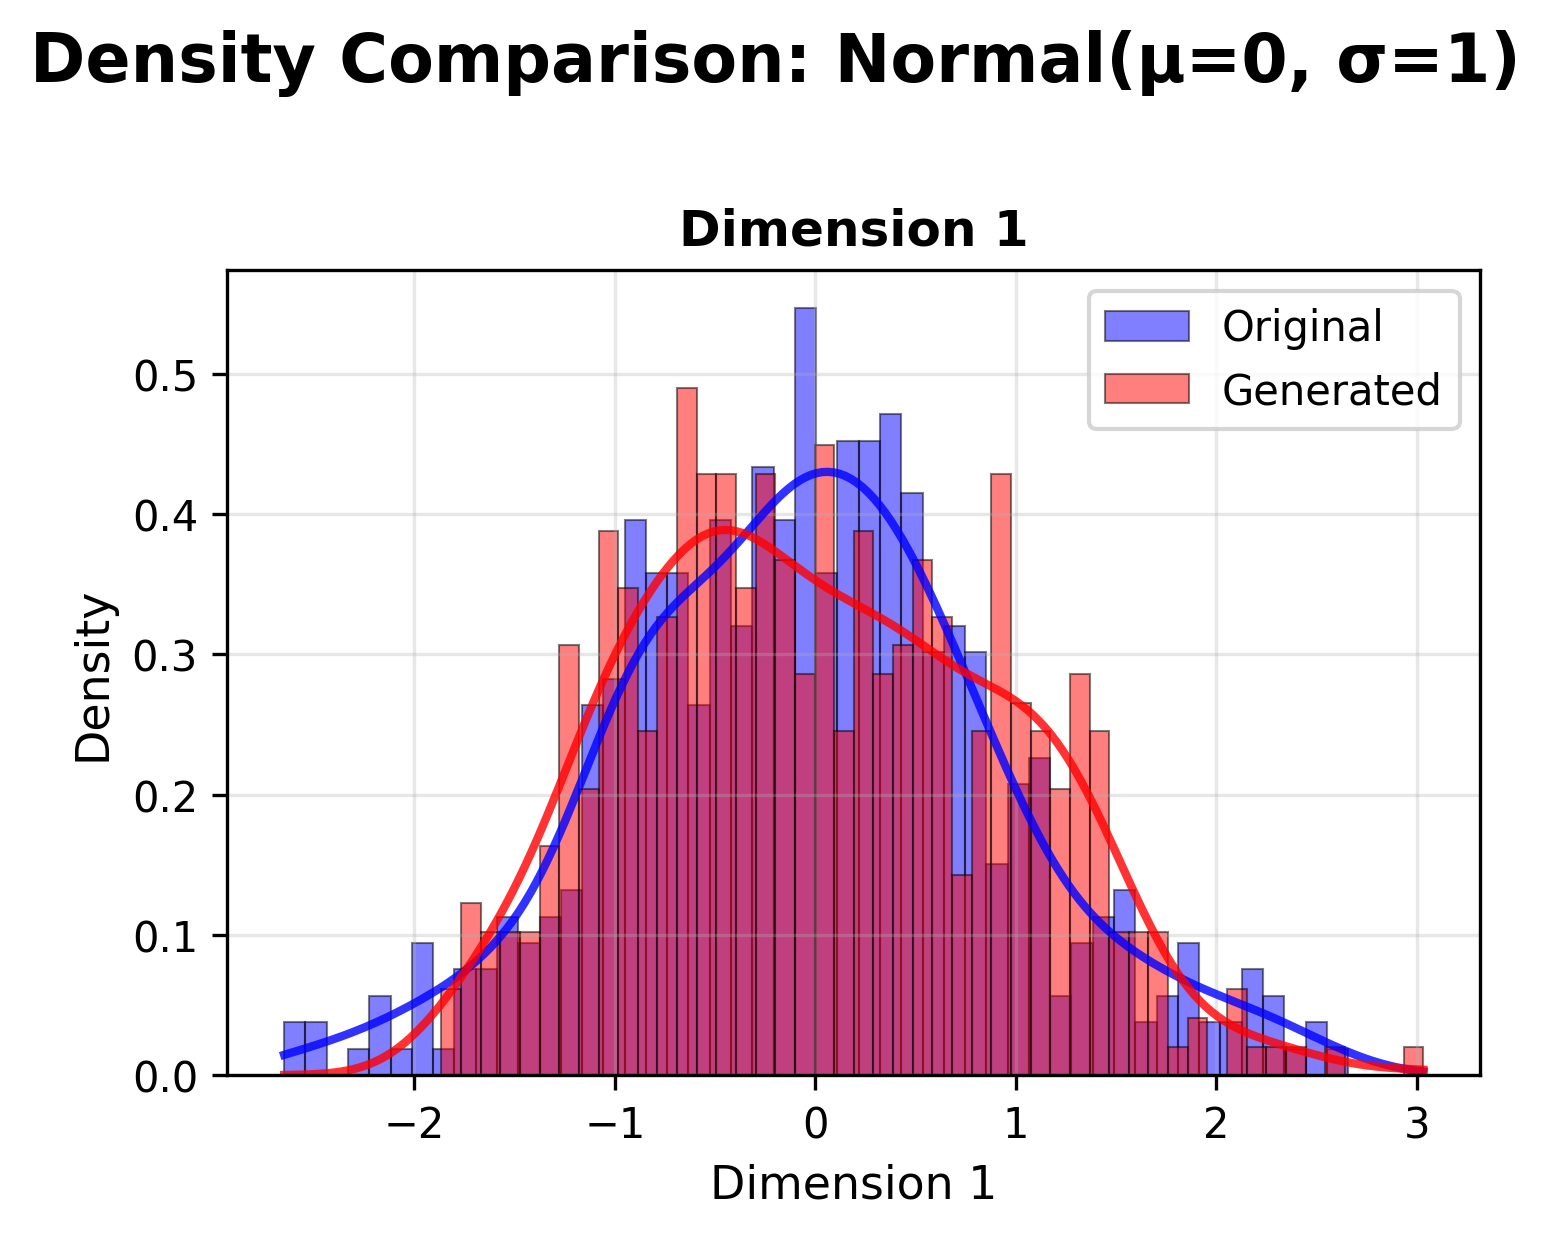 Density Comparison: Normal(μ=0, σ=1)
Dimension 1
Original
Generated
Density
0.5
0.4
0.3
0.2
0.1
0.0
−2
−1
0
1
2
3
Dimension 1